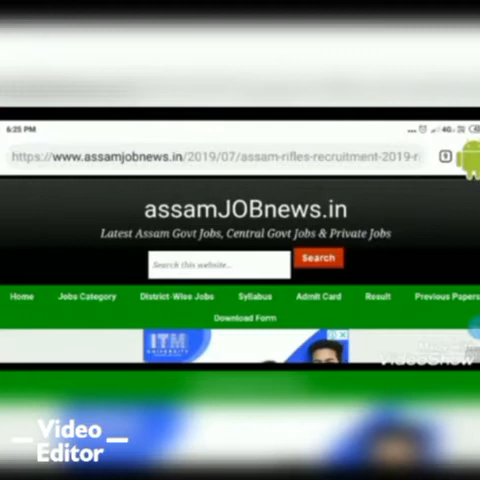 6:25 PM
4G
https://www.assamjobnews.in/2019/07/assam-rifles-recruitment-2019-r
assamJOBnews.in
Latest Assam Govt Jobs, Central Govt Jobs & Private Jobs
Search this website..
Search
Home Jobs Category District-Wise Jobs Syllabus Admit Card Result Previous Papers
Download Form
ITM
UNIVERSITY
VideoShow
Video
Editor